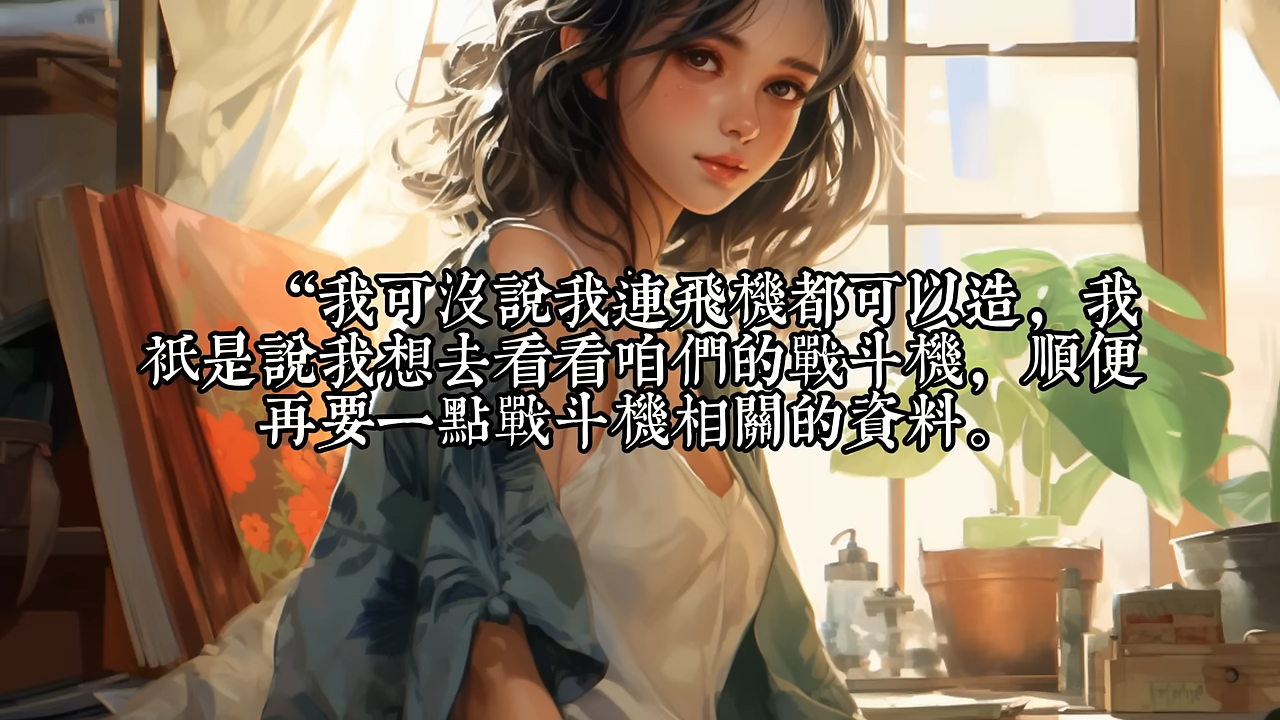 “我可沒說我連飛機都可以造，我
祇是說我想去看看咱們的戰斗機，順便
再要一點戰斗機相關的資料。